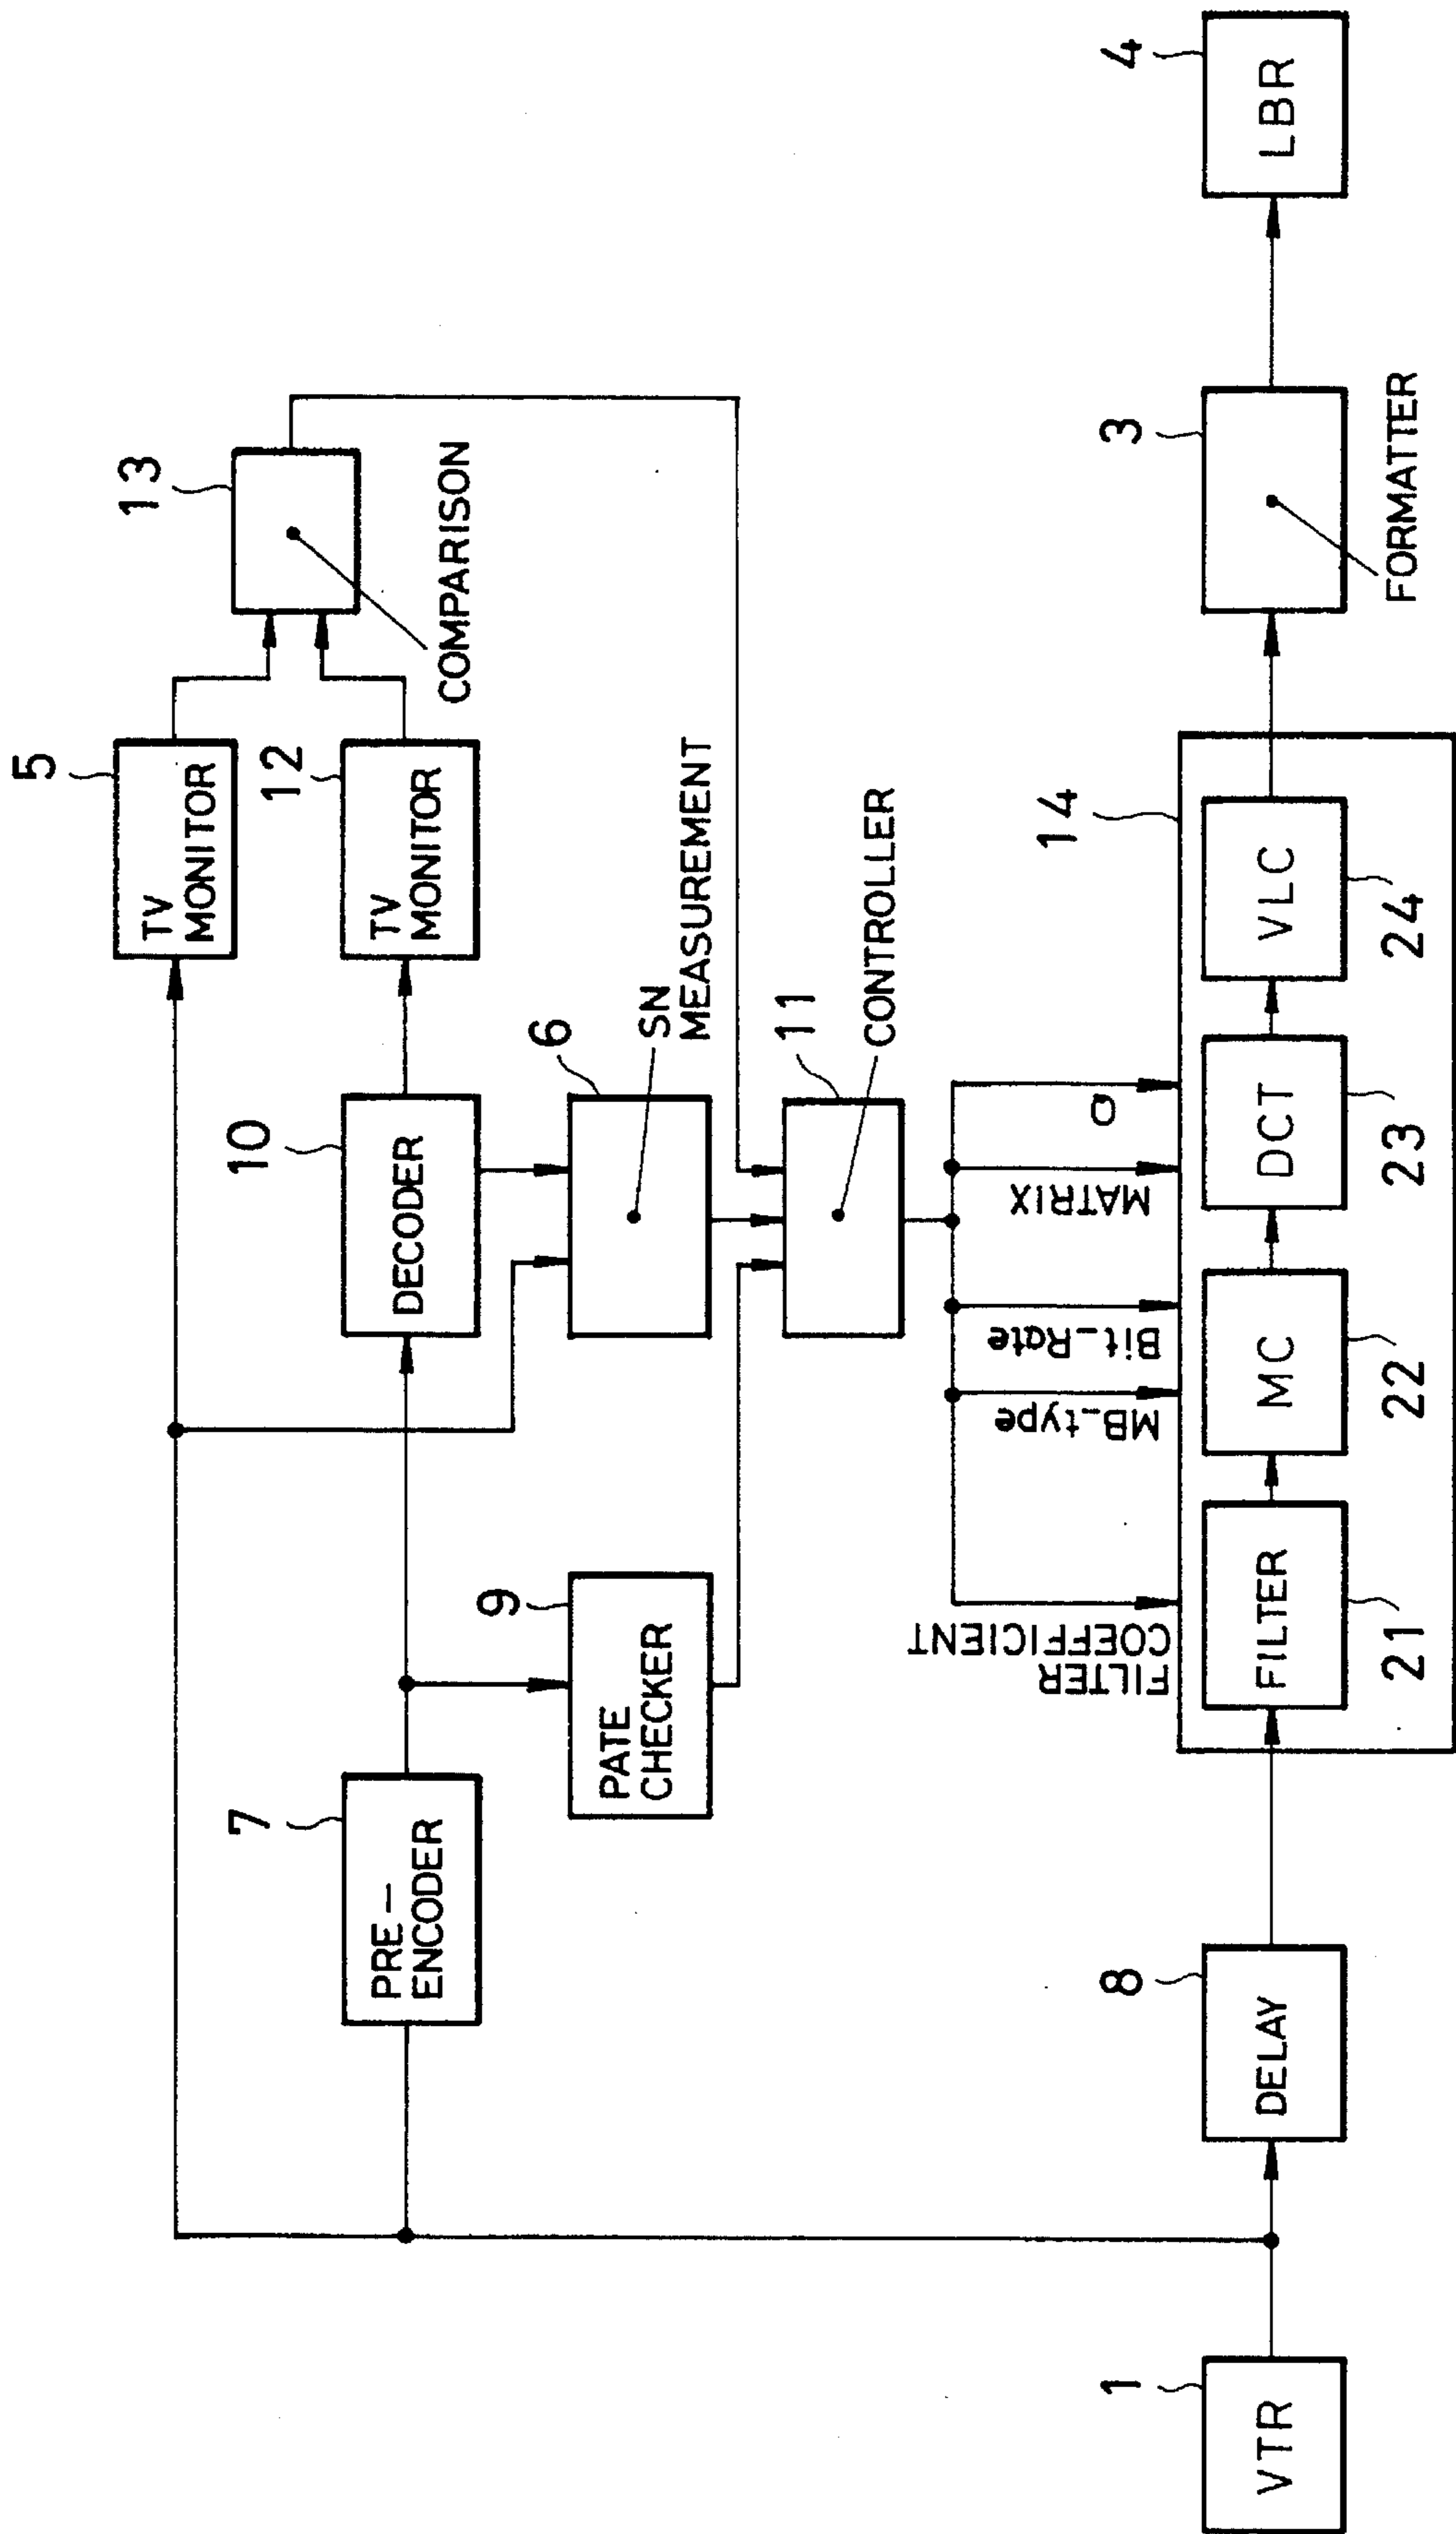 5
TV
MONITOR
13
COMPARISON
12
TV
MONITOR
10
DECODER
7
PRE-
ENCODER
6
SN
MEASUREMENT
9
PATE
CHECKER
11
CONTROLLER
FILTER
COEFFICIENT
MB_type
Bit_Rate
MATRIX
Q
1
VTR
8
DELAY
14
FILTER
21
MC
22
DCT
23
VLC
24
3
FORMATTER
4
LBR